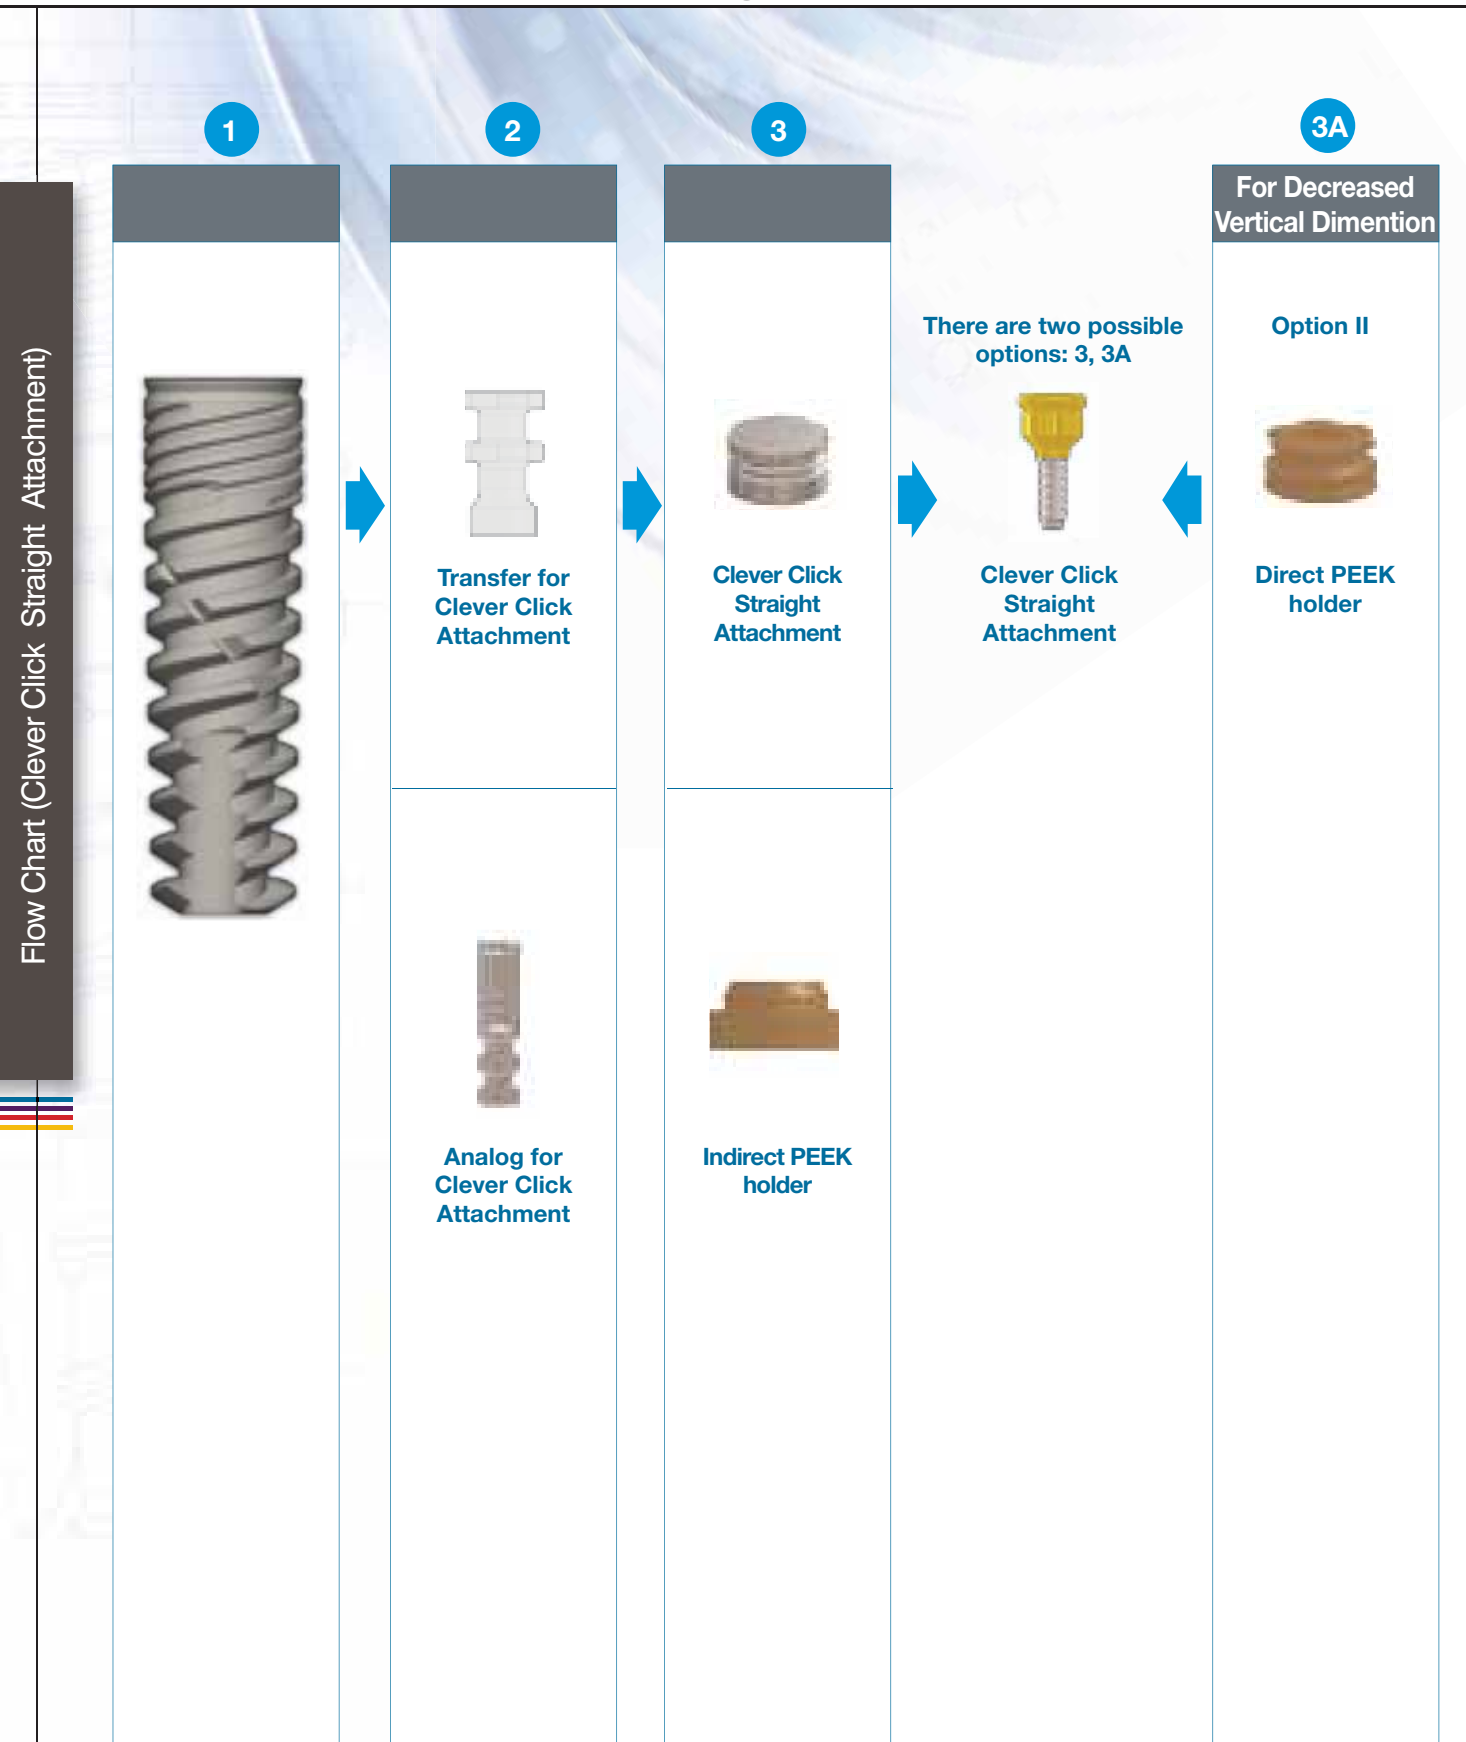 Flow Chart (Clever Click Straight Attachment)
1
2
3
3A
For Decreased
Vertical Dimention
There are two possible
options: 3, 3A
Option II
Transfer for
Clever Click
Attachment
Clever Click
Straight
Attachment
Clever Click
Straight
Attachment
Direct PEEK
holder
Analog for
Clever Click
Attachment
Indirect PEEK
holder